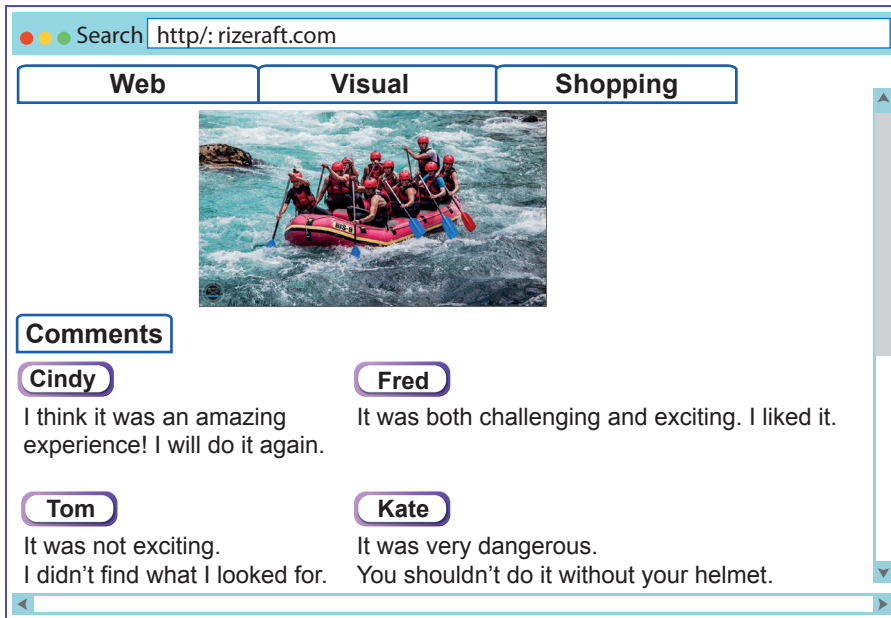 Search http/: rizeraft.com
Web Visual Shopping
RIS-9
Comments
Cindy
I think it was an amazing
experience! I will do it again.
Fred
It was both challenging and exciting. I liked it.
Tom
It was not exciting.
I didn’t find what I looked for.
Kate
It was very dangerous.
You shouldn’t do it without your helmet.